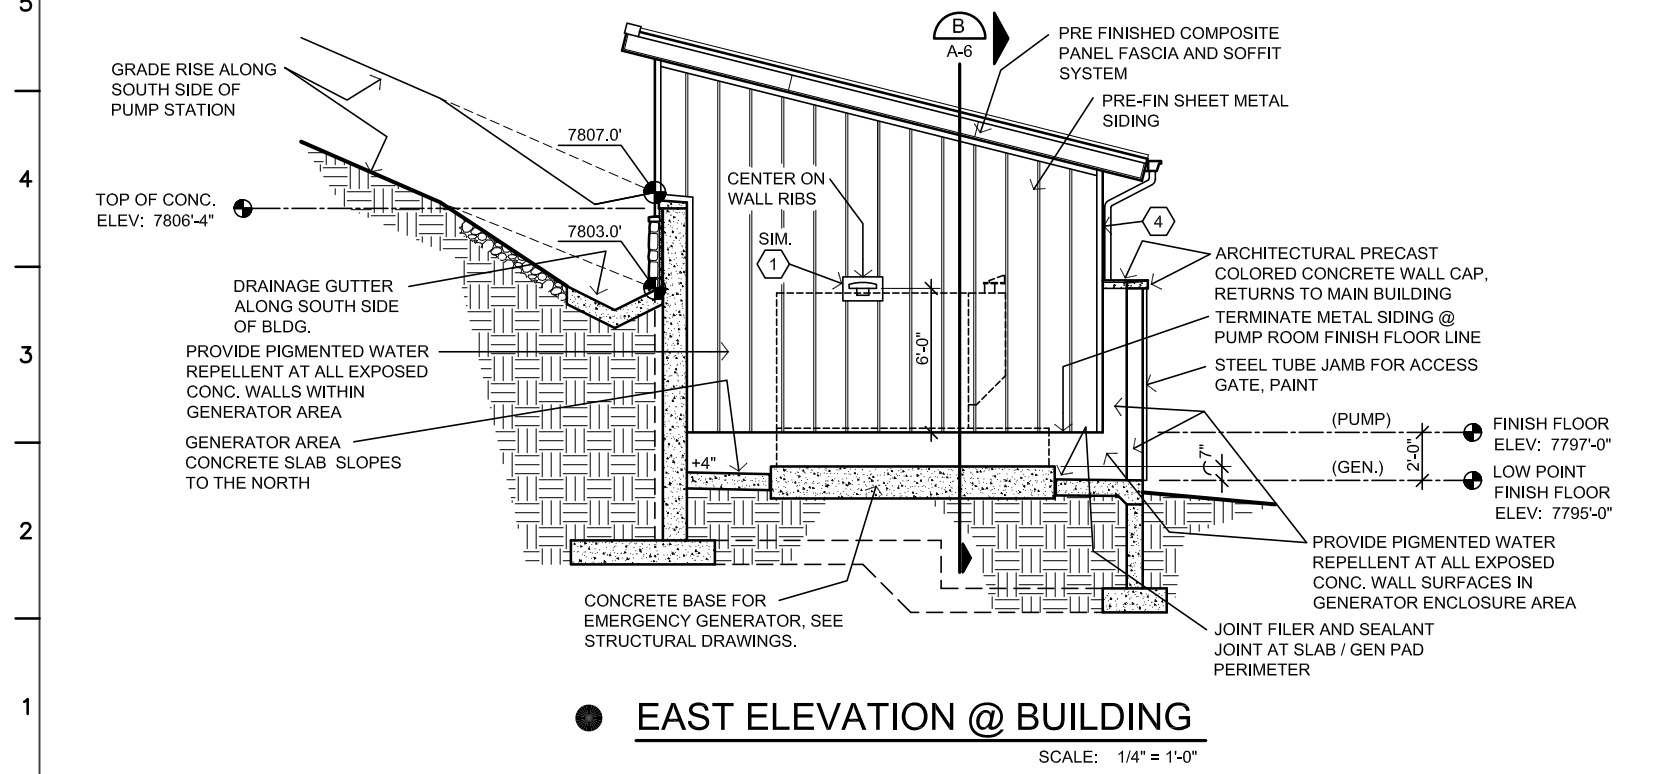 5
4
3
2
1
GRADE RISE ALONG
SOUTH SIDE OF
PUMP STATION
7807.0'
TOP OF CONC.
ELEV: 7806'-4"
7803.0'
DRAINAGE GUTTER
ALONG SOUTH SIDE
OF BLDG.
PROVIDE PIGMENTED WATER
REPELLENT AT ALL EXPOSED
CONC. WALLS WITHIN
GENERATOR AREA
GENERATOR AREA
CONCRETE SLAB SLOPES
TO THE NORTH
B
A-6
PRE FINISHED COMPOSITE
PANEL FASCIA AND SOFFIT
SYSTEM
PRE-FIN SHEET METAL
SIDING
CENTER ON
WALL RIBS
SIM.
1
4
6'-0"
+4"
ARCHITECTURAL PRECAST
COLORED CONCRETE WALL CAP,
RETURNS TO MAIN BUILDING
TERMINATE METAL SIDING @
PUMP ROOM FINISH FLOOR LINE
STEEL TUBE JAMB FOR ACCESS
GATE, PAINT
(PUMP)
FINISH FLOOR
ELEV: 7797'-0"
7"
2'-0"
(GEN.)
LOW POINT
FINISH FLOOR
ELEV: 7795'-0"
PROVIDE PIGMENTED WATER
REPELLENT AT ALL EXPOSED
CONC. WALL SURFACES IN
GENERATOR ENCLOSURE AREA
CONCRETE BASE FOR
EMERGENCY GENERATOR, SEE
STRUCTURAL DRAWINGS.
JOINT FILER AND SEALANT
JOINT AT SLAB / GEN PAD
PERIMETER
EAST ELEVATION @ BUILDING
SCALE: 1/4" = 1'-0"